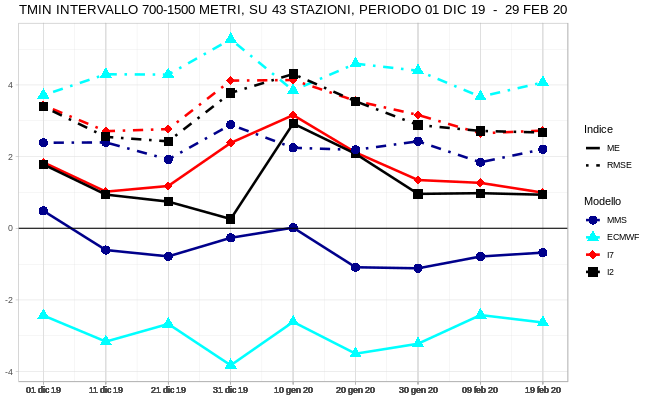 TMIN INTERVALLO 700-1500 METRI, SU 43 STAZIONI, PERIODO 01 DIC 19 - 29 FEB 20
4
2
0
-2
-4
01 dic 19 11 dic 19 21 dic 19 31 dic 19 10 gen 20 20 gen 20 30 gen 20 09 feb 20 19 feb 20
Indice
ME
RMSE
Modello
MMS
ECMWF
I7
I2